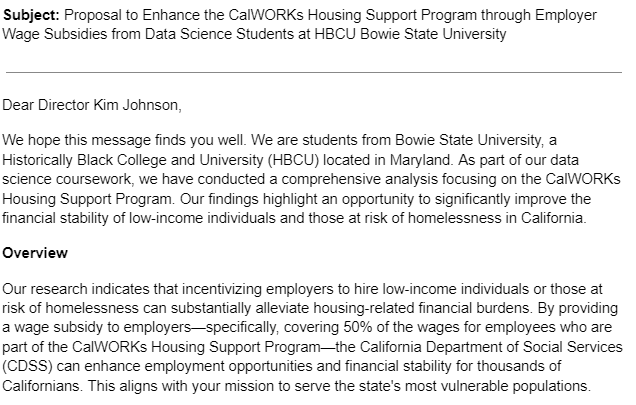 Subject: Proposal to Enhance the CalWORKs Housing Support Program through Employer
Wage Subsidies from Data Science Students at HBCU Bowie State University
Dear Director Kim Johnson,
We hope this message finds you well. We are students from Bowie State University, a
Historically Black College and University (HBCU) located in Maryland. As part of our data
science coursework, we have conducted a comprehensive analysis focusing on the CalWORKs
Housing Support Program. Our findings highlight an opportunity to significantly improve the
financial stability of low-income individuals and those at risk of homelessness in California.
Overview
Our research indicates that incentivizing employers to hire low-income individuals or those at
risk of homelessness can substantially alleviate housing-related financial burdens. By providing
a wage subsidy to employers—specifically, covering 50% of the wages for employees who are
part of the CalWORKs Housing Support Program—the California Department of Social Services
(CDSS) can enhance employment opportunities and financial stability for thousands of
Californians. This aligns with your mission to serve the state's most vulnerable populations.